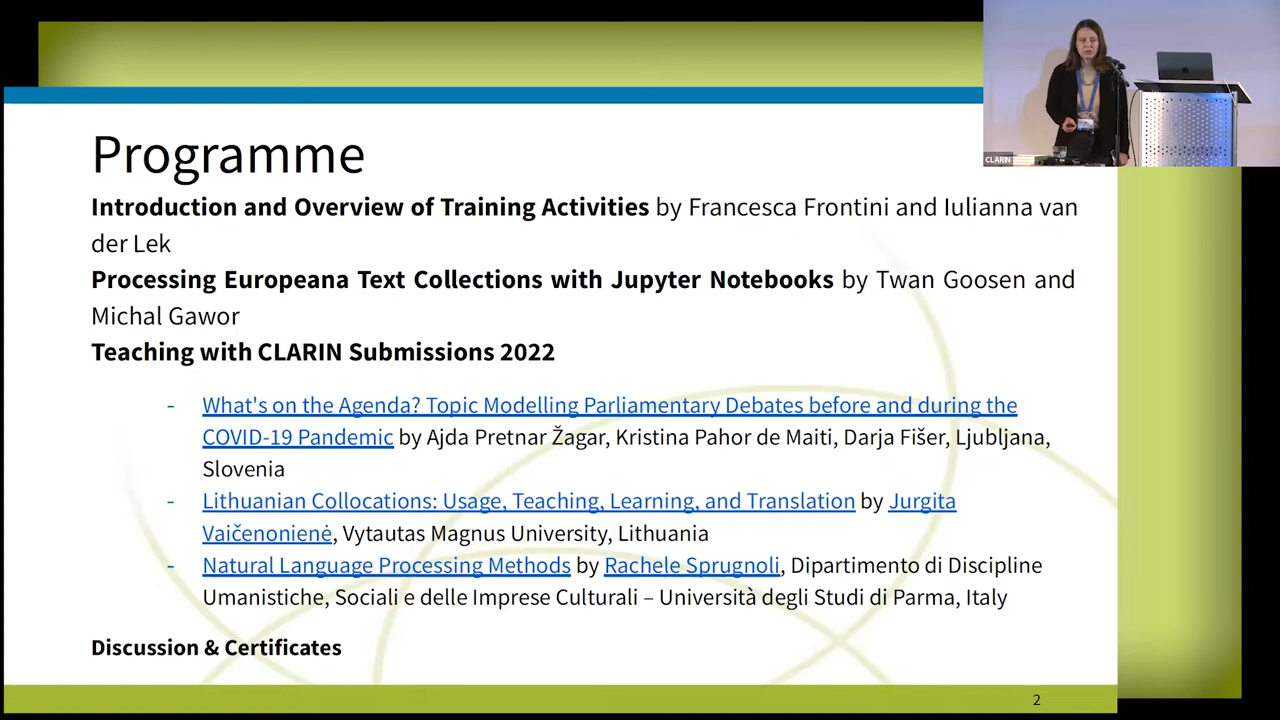 Programme
Introduction and Overview of Training Activities by Francesca Frontini and Iulianna van
der Lek
Processing Europeana Text Collections with Jupyter Notebooks by Twan Goosen and
Michal Gawor
Teaching with CLARIN Submissions 2022
- What's on the Agenda? Topic Modelling Parliamentary Debates before and during the
COVID-19 Pandemic by Ajda Pretnar Žagar, Kristina Pahor de Maiti, Darja Fišer, Ljubljana,
Slovenia
- Lithuanian Collocations: Usage, Teaching, Learning, and Translation by Jurgita
Vaičenonienė, Vytautas Magnus University, Lithuania
- Natural Language Processing Methods by Rachele Sprugnoli, Dipartimento di Discipline
Umanistiche, Sociali e delle Imprese Culturali – Università degli Studi di Parma, Italy
Discussion & Certificates
2
CLARIN